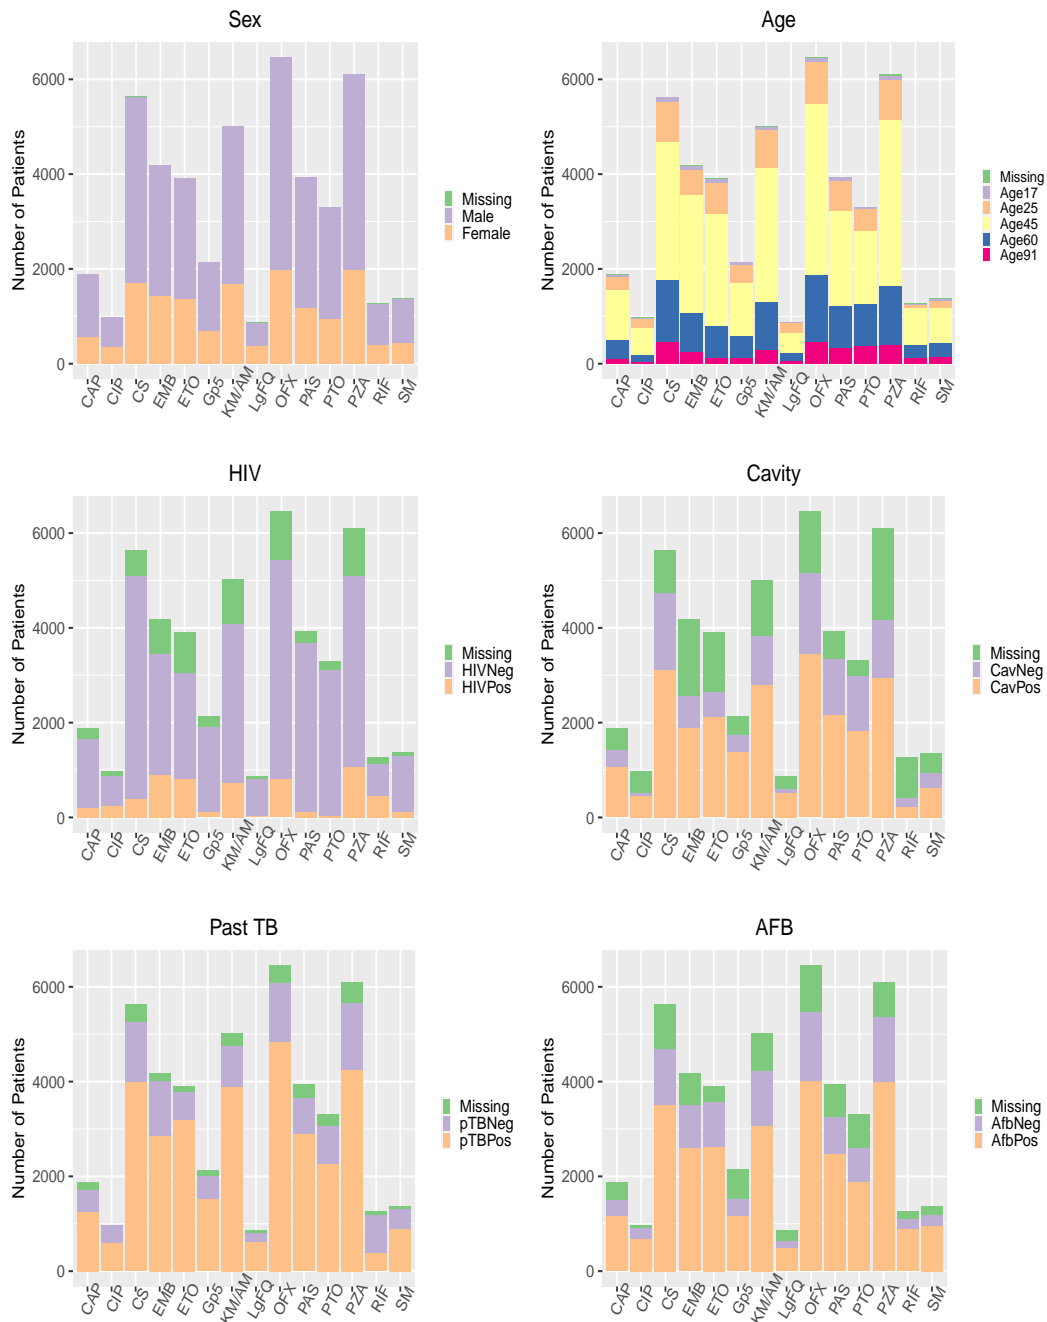 Sex
Number of Patients
6000
4000
2000
0
CAP CIP CS EMB ETO Gp5 KM/AM LgFQ OFX PAS PTO PZA RIF SM
Missing
Male
Female
Age
Number of Patients
6000
4000
2000
0
CAP CIP CS EMB ETO Gp5 KM/AM LgFQ OFX PAS PTO PZA RIF SM
Missing
Age17
Age25
Age45
Age60
Age91
HIV
Number of Patients
6000
4000
2000
0
CAP CIP CS EMB ETO Gp5 KM/AM LgFQ OFX PAS PTO PZA RIF SM
Missing
HIVNeg
HIVPos
Cavity
Number of Patients
6000
4000
2000
0
CAP CIP CS EMB ETO Gp5 KM/AM LgFQ OFX PAS PTO PZA RIF SM
Missing
CavNeg
CavPos
Past TB
Number of Patients
6000
4000
2000
0
CAP CIP CS EMB ETO Gp5 KM/AM LgFQ OFX PAS PTO PZA RIF SM
Missing
pTBNeg
pTBPos
AFB
Number of Patients
6000
4000
2000
0
CAP CIP CS EMB ETO Gp5 KM/AM LgFQ OFX PAS PTO PZA RIF SM
Missing
AfbNeg
AfbPos